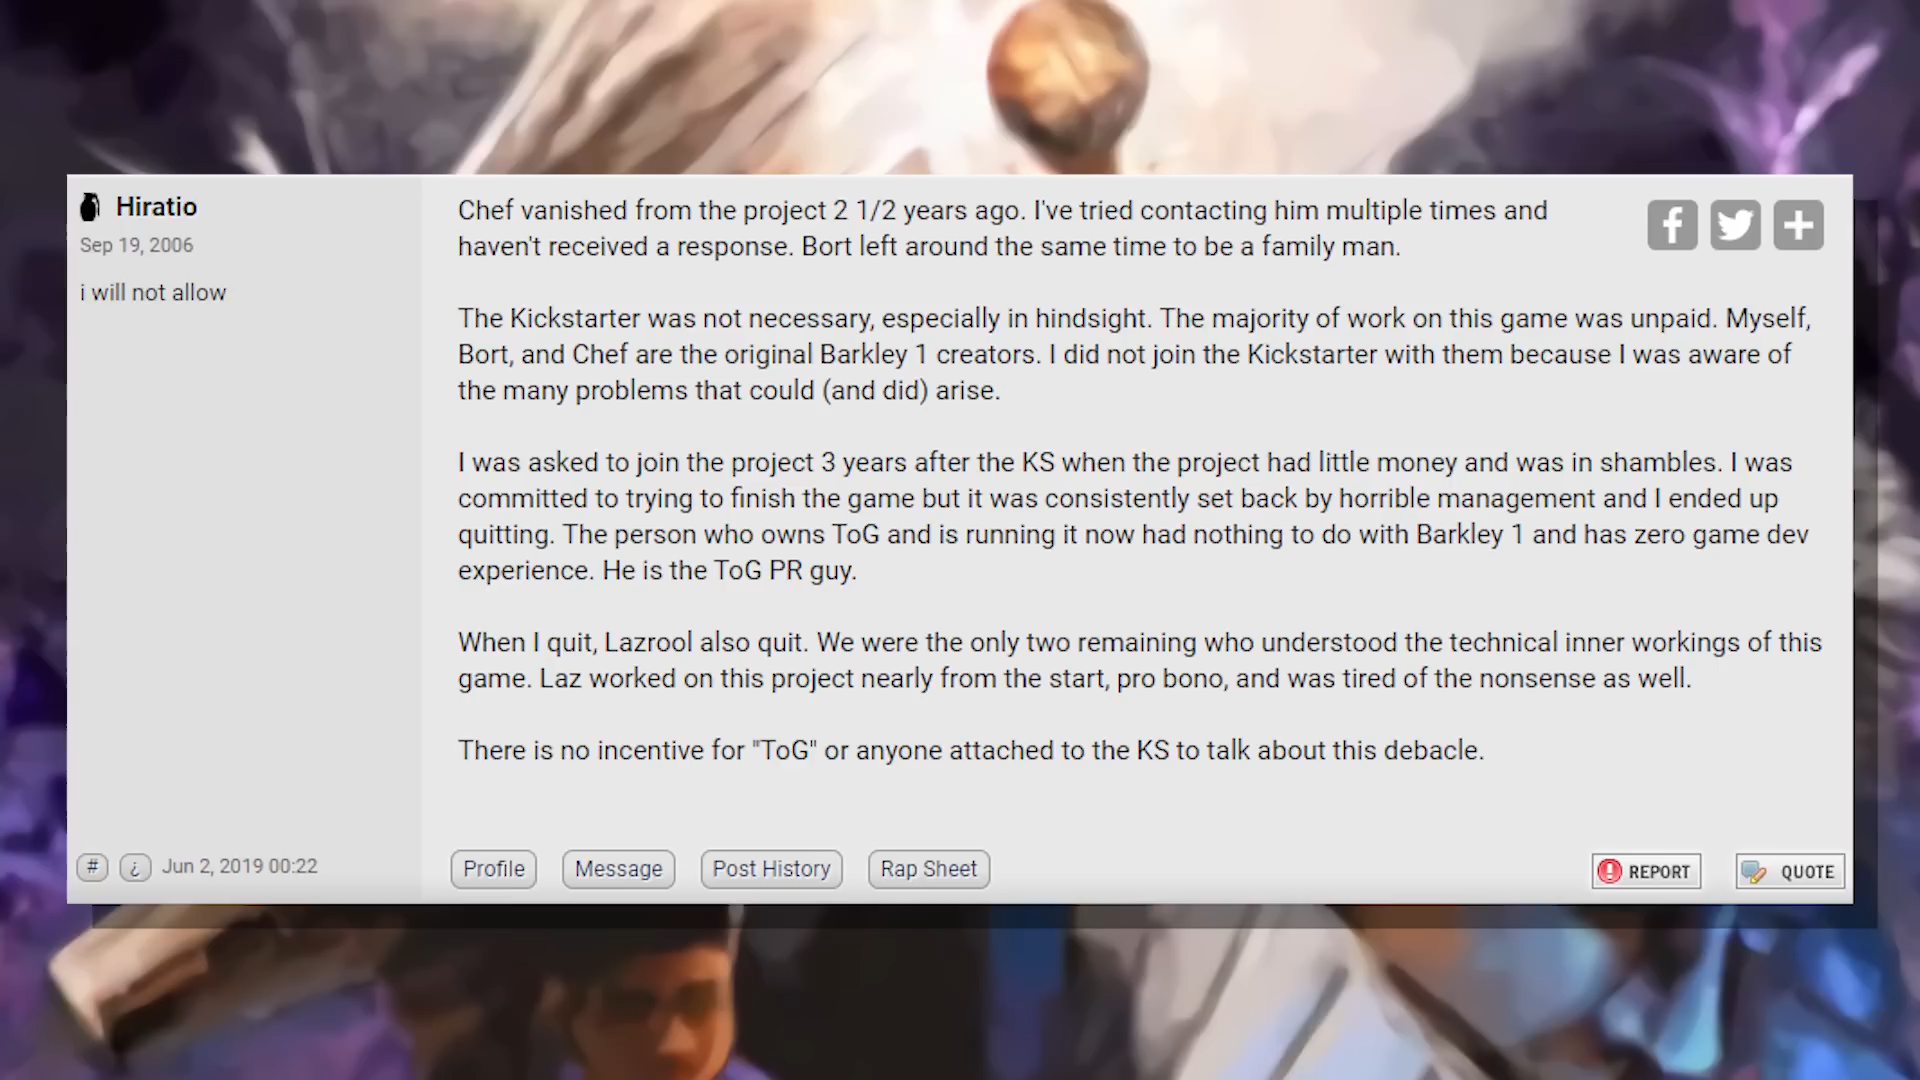 Hiratio
Sep 19, 2006
i will not allow
Chef vanished from the project 2 1/2 years ago. I've tried contacting him multiple times and
haven't received a response. Bort left around the same time to be a family man.
The Kickstarter was not necessary, especially in hindsight. The majority of work on this game was unpaid. Myself,
Bort, and Chef are the original Barkley 1 creators. I did not join the Kickstarter with them because I was aware of
the many problems that could (and did) arise.
I was asked to join the project 3 years after the KS when the project had little money and was in shambles. I was
committed to trying to finish the game but it was consistently set back by horrible management and I ended up
quitting. The person who owns ToG and is running it now had nothing to do with Barkley 1 and has zero game dev
experience. He is the ToG PR guy.
When I quit, Lazrool also quit. We were the only two remaining who understood the technical inner workings of this
game. Laz worked on this project nearly from the start, pro bono, and was tired of the nonsense as well.
There is no incentive for "ToG" or anyone attached to the KS to talk about this debacle.
# ¿ Jun 2, 2019 00:22
Profile Message Post History Rap Sheet REPORT QUOTE